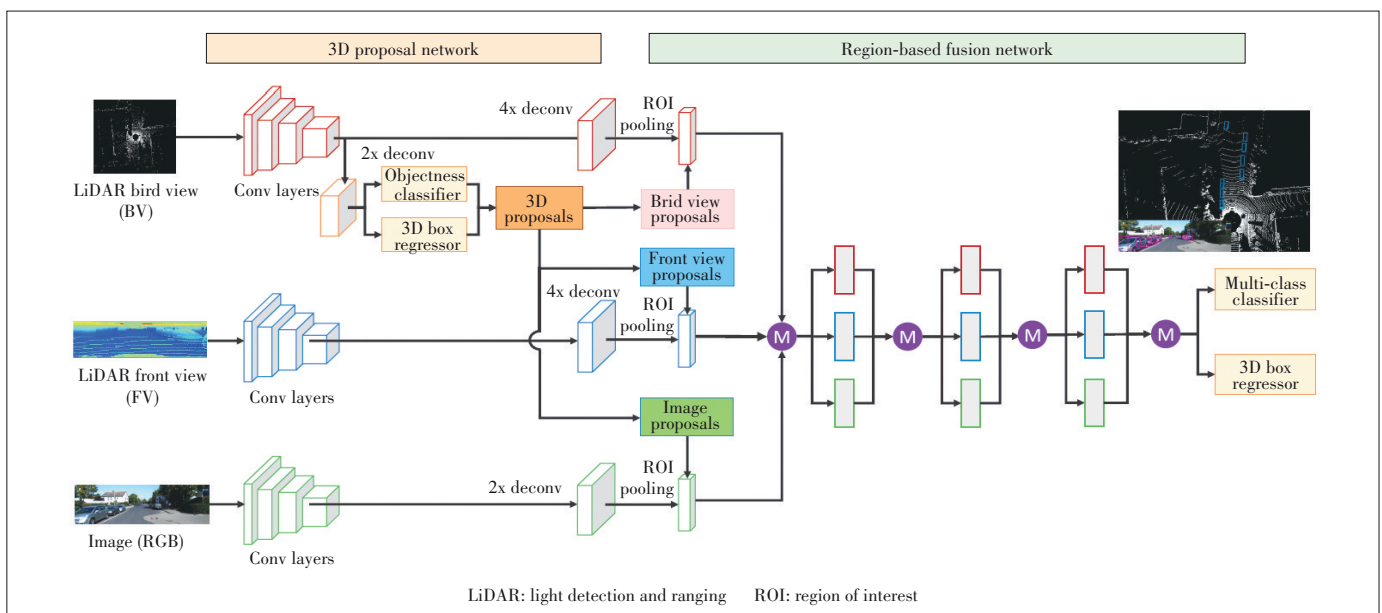 3D proposal network
Region-based fusion network
4x deconv
ROI
pooling
2x deconv
LiDAR bird view
(BV)
Conv layers
Objectness
classifier
3D box
regressor
3D
proposals
Brid view
proposals
Front view
proposals
4x deconv
ROI
pooling
LiDAR front view
(FV)
Conv layers
Image
proposals
2x deconv
ROI
pooling
Image (RGB)
Conv layers
M
M
M
M
Multi-class
classifier
3D box
regressor
LiDAR: light detection and ranging ROI: region of interest